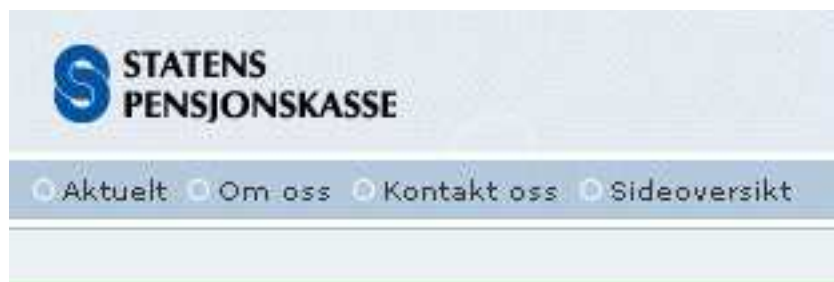 STATENS
PENSJONSKASSE
Aktuelt Om oss Kontakt oss Sideoversikt